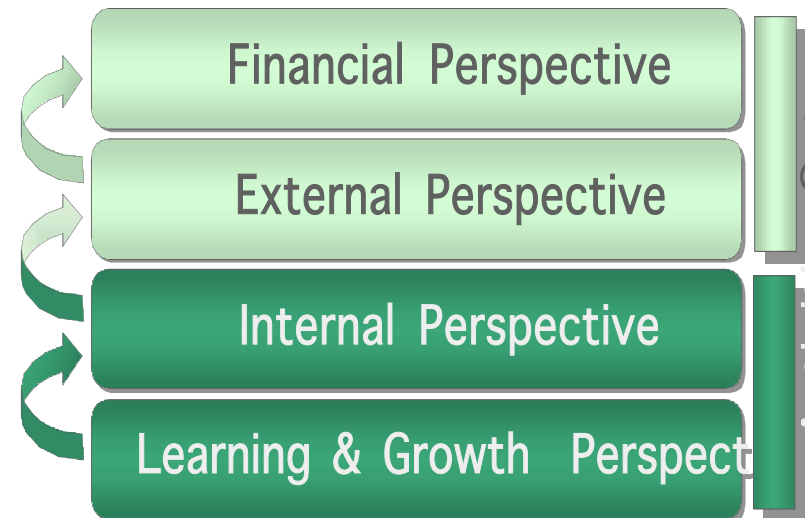 Financial Perspective
External Perspective
Internal Perspective
Learning & Growth Perspect